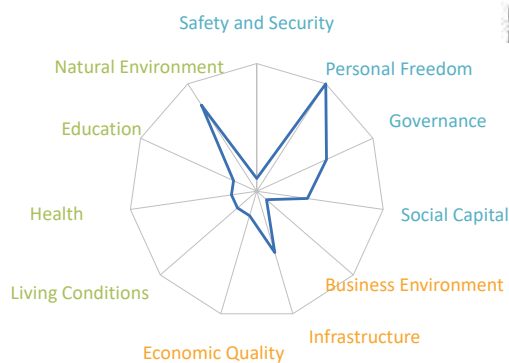 Safety and Security
Natural Environment
Personal Freedom
Education
Governance
Health
Social Capital
Living Conditions
Business Environment
Infrastructure
Economic Quality